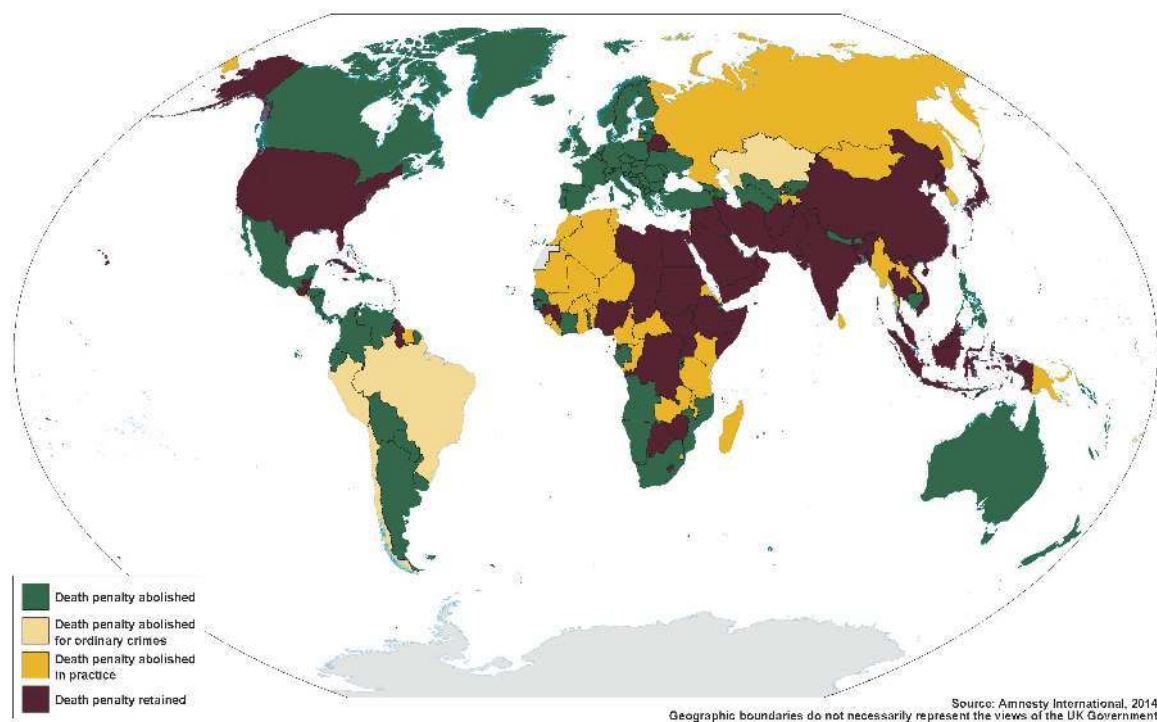 Death penalty abolished
Death penalty abolished
for ordinary crimes
Death penalty abolished
in practice
Death penalty retained
Source: Amnesty International, 2014
Geographic boundaries do not necessarily represent the views of the UK Government